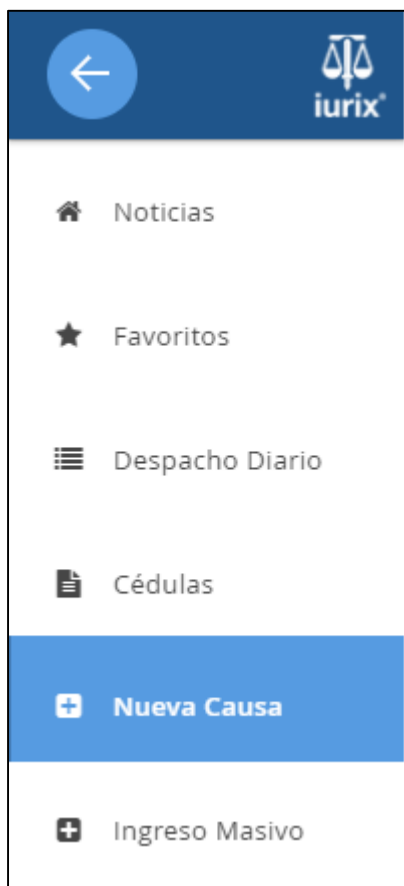 iurix®
Noticias
Favoritos
Despacho Diario
Cédulas
Nueva Causa
Ingreso Masivo